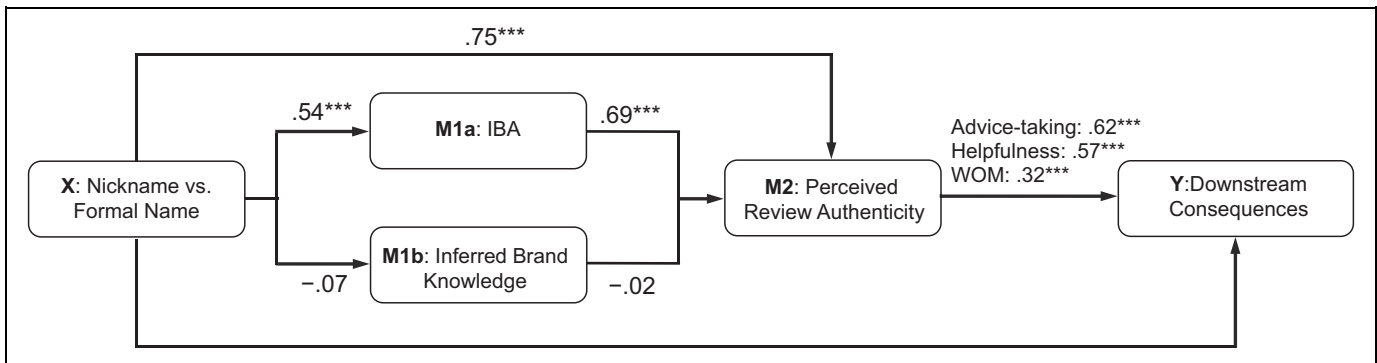 .75***
.54***
M1a: IBA
.69***
Advice-taking: .62***
Helpfulness: .57***
WOM: .32***
X: Nickname vs.
Formal Name
M2: Perceived
Review Authenticity
Y:Downstream
Consequences
M1b: Inferred Brand
Knowledge
−.07
−.02